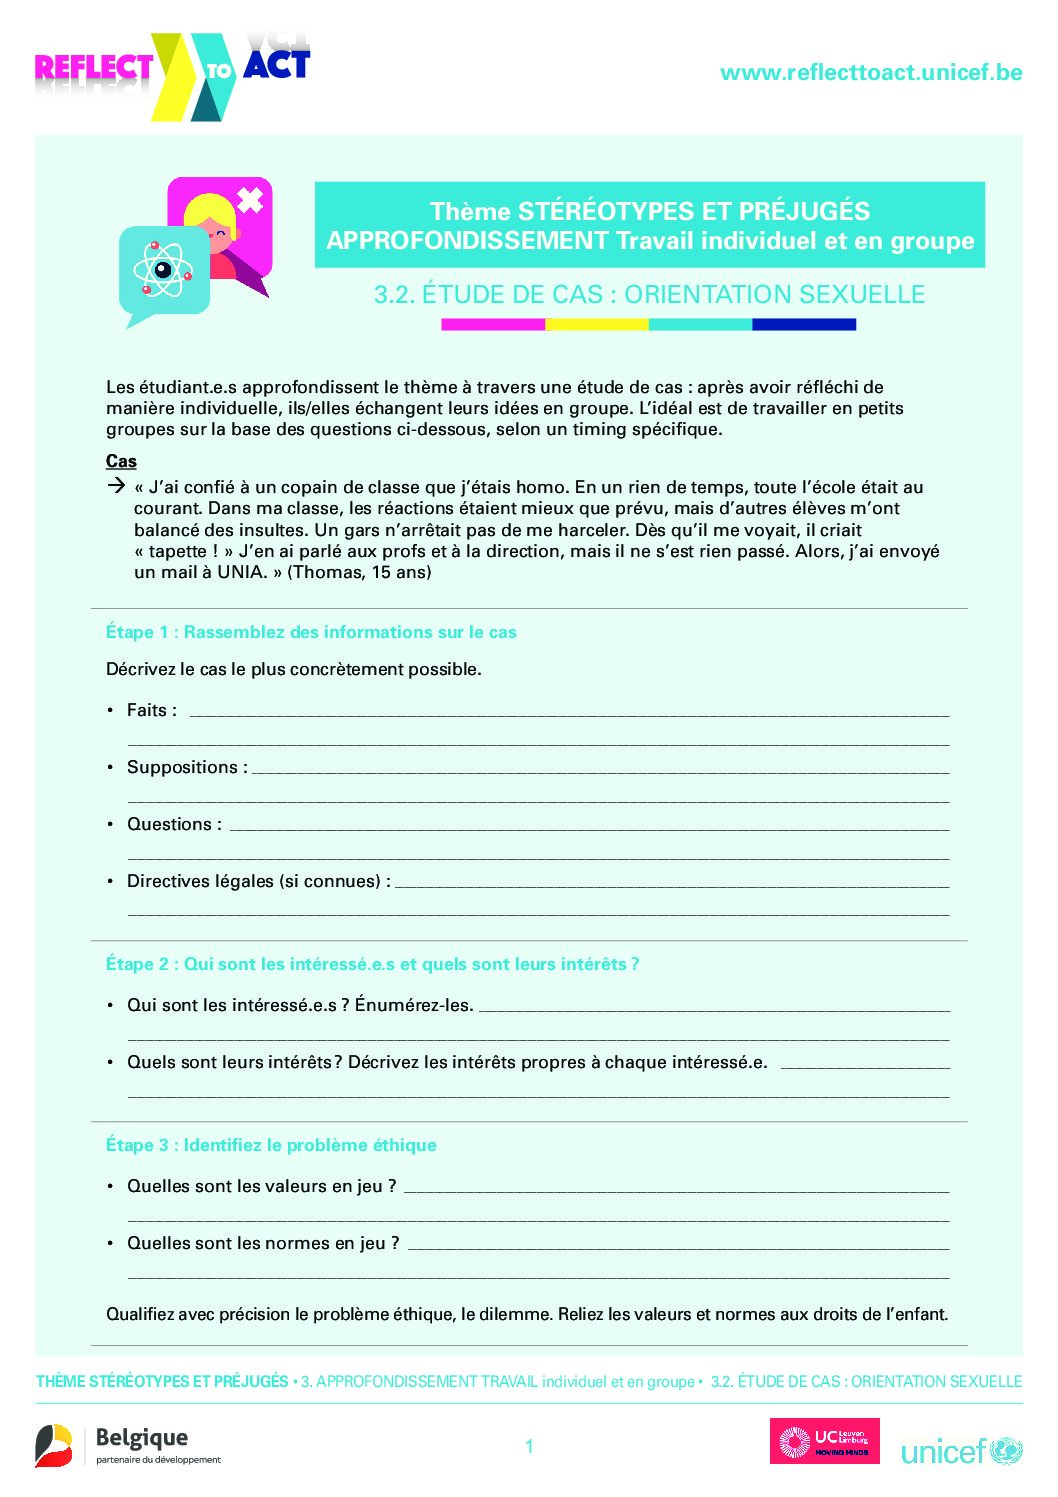 REFLECT TO ACT
www.reflecttoact.unicef.be
Thème STÉRÉOTYPES ET PRÉJUGÉS
APPROFONDISSEMENT Travail individuel et en groupe
3.2. ÉTUDE DE CAS : ORIENTATION SEXUELLE
Les étudiant.e.s approfondissent le thème à travers une étude de cas : après avoir réfléchi de
manière individuelle, ils/elles échangent leurs idées en groupe. L’idéal est de travailler en petits
groupes sur la base des questions ci-dessous, selon un timing spécifique.
Cas
→ « J’ai confié à un copain de classe que j’étais homo. En un rien de temps, toute l’école était au
courant. Dans ma classe, les réactions étaient mieux que prévu, mais d’autres élèves m’ont
balancé des insultes. Un gars n’arrêtait pas de me harceler. Dès qu’il me voyait, il criait
« tapette ! » J’en ai parlé aux profs et à la direction, mais il ne s’est rien passé. Alors, j’ai envoyé
un mail à UNIA. » (Thomas, 15 ans)
Étape 1 : Rassemblez des informations sur le cas
Décrivez le cas le plus concrètement possible.
• Faits :
• Suppositions :
• Questions :
• Directives légales (si connues) :
Étape 2 : Qui sont les intéressé.e.s et quels sont leurs intérêts ?
• Qui sont les intéressé.e.s ? Énumérez-les.
• Quels sont leurs intérêts ? Décrivez les intérêts propres à chaque intéressé.e.
Étape 3 : Identifiez le problème éthique
• Quelles sont les valeurs en jeu ?
• Quelles sont les normes en jeu ?
Qualifiez avec précision le problème éthique, le dilemme. Reliez les valeurs et normes aux droits de l’enfant.
THÈME STÉRÉOTYPES ET PRÉJUGÉS • 3. APPROFONDISSEMENT TRAVAIL individuel et en groupe • 3.2. ÉTUDE DE CAS : ORIENTATION SEXUELLE
Belgique
partenaire du développement
1
UC Leuven
Limburg
MOVING MINDS
unicef